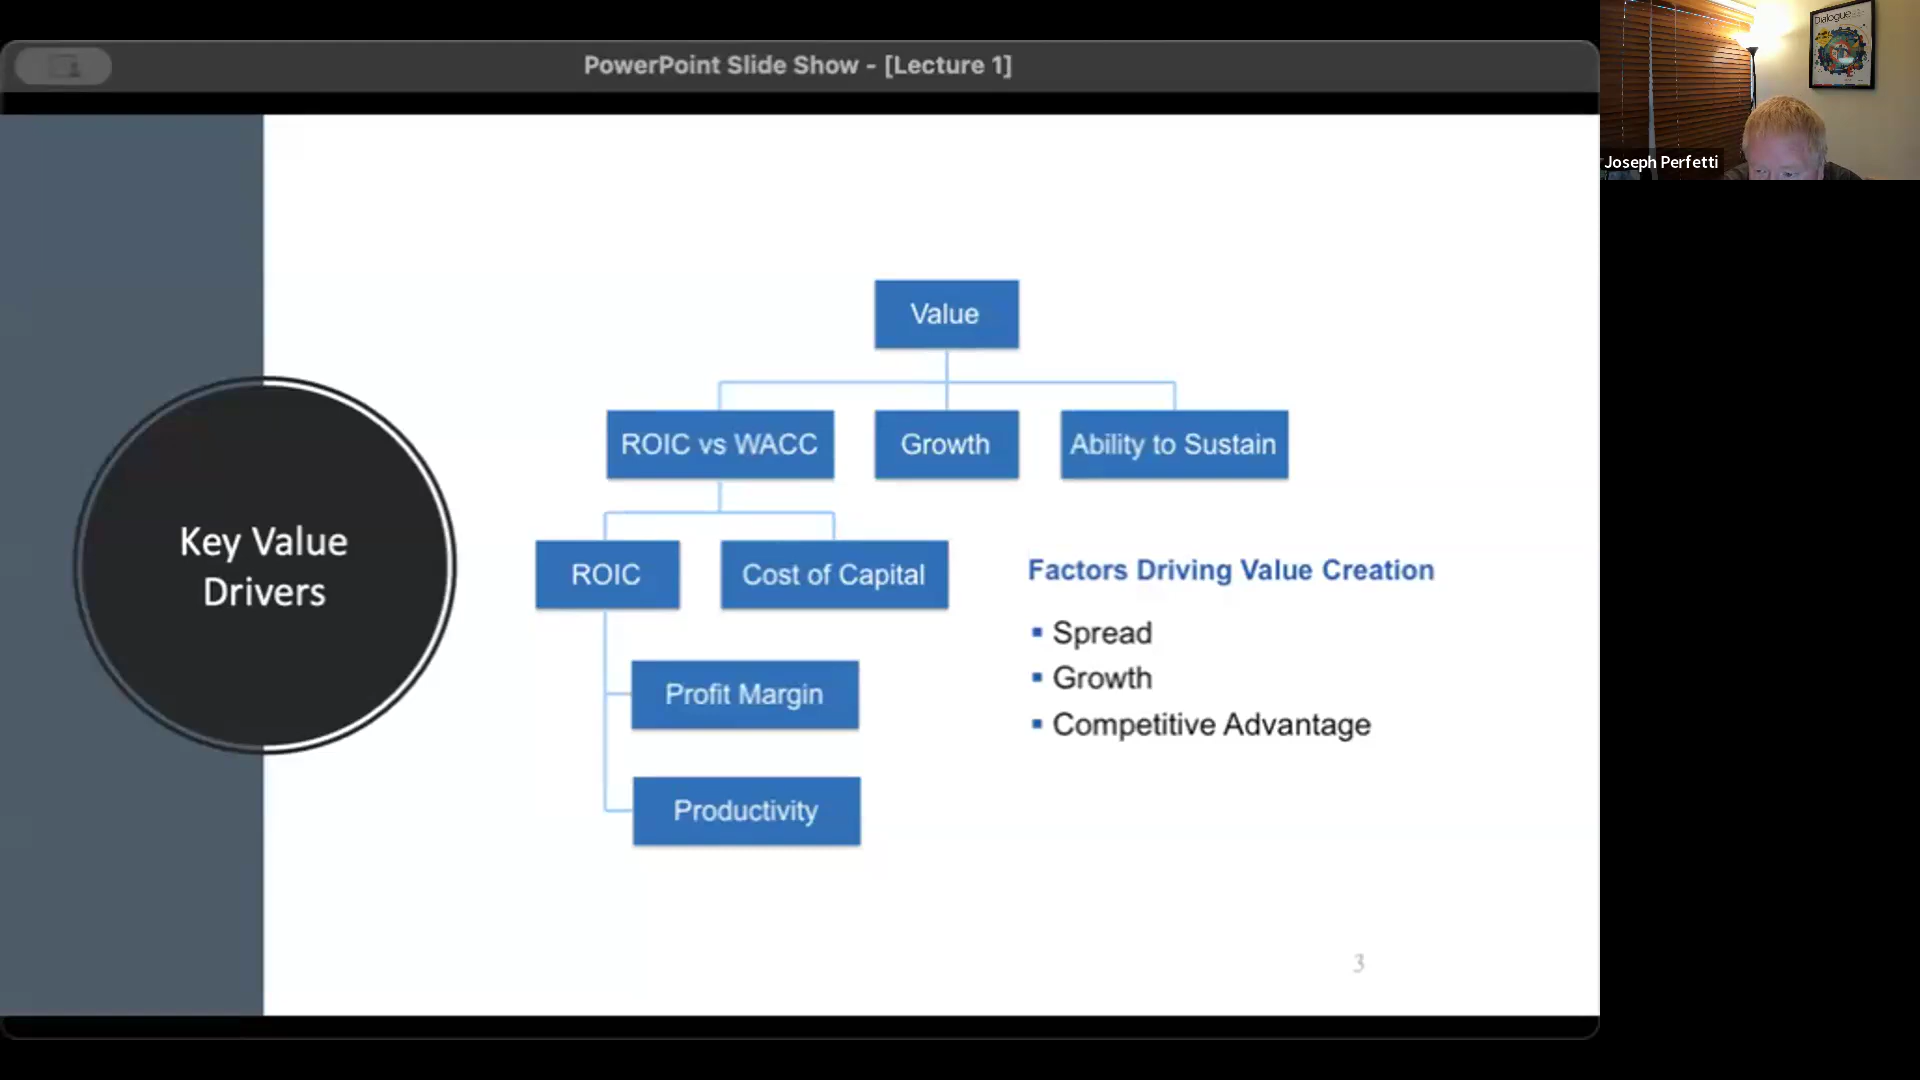 PowerPoint Slide Show - [Lecture 1]
Dialogue
Joseph Perfetti
Key Value
Drivers
Value
ROIC vs WACC
Growth
Ability to Sustain
ROIC
Cost of Capital
Profit Margin
Productivity
Factors Driving Value Creation
▪ Spread
▪ Growth
▪ Competitive Advantage
3